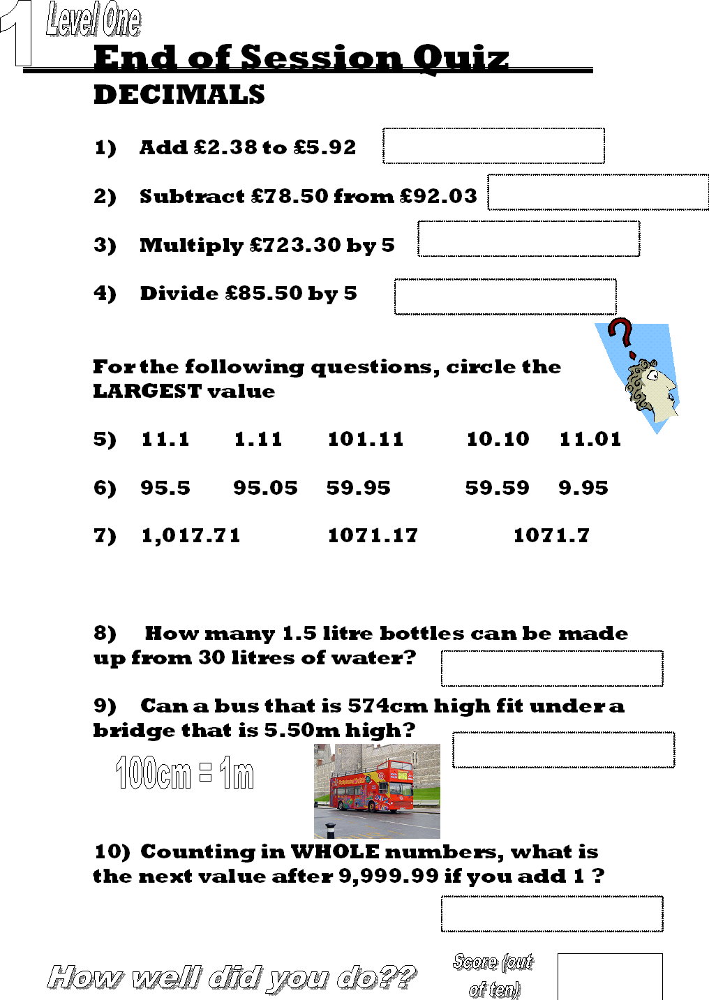 1 Level One
End of Session Quiz
DECIMALS
1) Add £2.38 to £5.92
2) Subtract £78.50 from £92.03
3) Multiply £723.30 by 5
4) Divide £85.50 by 5
?
For the following questions, circle the
LARGEST value
5) 11.1 1.11 101.11 10.10 11.01
6) 95.5 95.05 59.95 59.59 9.95
7) 1,017.71 1071.17 1071.7
8) How many 1.5 litre bottles can be made
up from 30 litres of water?
9) Can a bus that is 574cm high fit under a
bridge that is 5.50m high?
100cm = 1m
10) Counting in WHOLE numbers, what is
the next value after 9,999.99 if you add 1 ?
How well did you do??
Score (out
of ten)